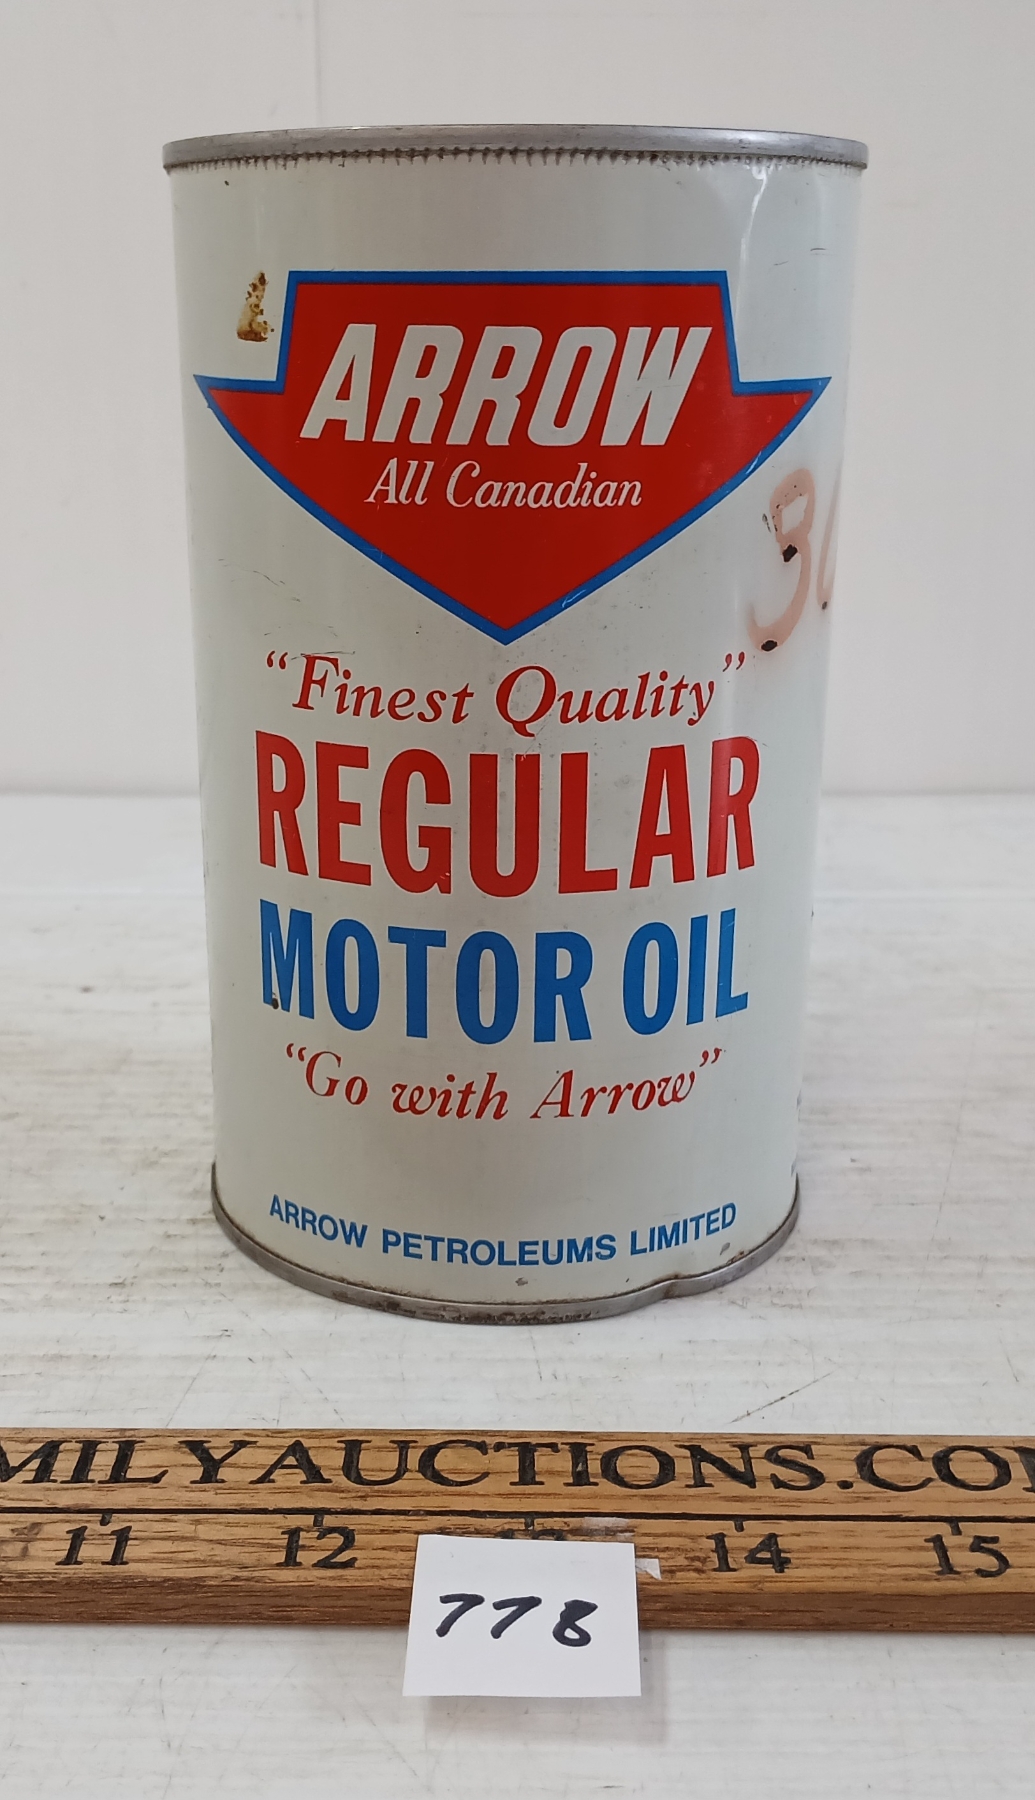 ARROW
All Canadian
"Finest Quality"
REGULAR
MOTOR OIL
"Go with Arrow"
ARROW PETROLEUMS LIMITED
MILYAUCTIONS.CO
11 12 13 14 15
778